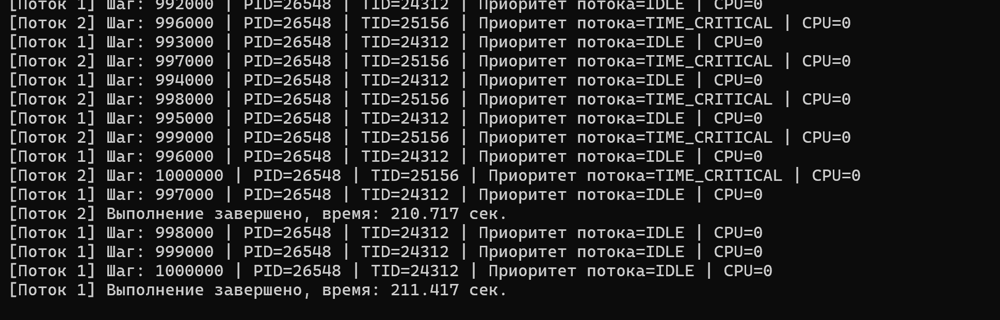 [Поток 1] Шаг: 992000 | PID=26548 | TID=24312 | Приоритет потока=IDLE | CPU=0
[Поток 2] Шаг: 996000 | PID=26548 | TID=25156 | Приоритет потока=TIME_CRITICAL | CPU=0
[Поток 1] Шаг: 993000 | PID=26548 | TID=24312 | Приоритет потока=IDLE | CPU=0
[Поток 2] Шаг: 997000 | PID=26548 | TID=25156 | Приоритет потока=TIME_CRITICAL | CPU=0
[Поток 1] Шаг: 994000 | PID=26548 | TID=24312 | Приоритет потока=IDLE | CPU=0
[Поток 2] Шаг: 998000 | PID=26548 | TID=25156 | Приоритет потока=TIME_CRITICAL | CPU=0
[Поток 1] Шаг: 995000 | PID=26548 | TID=24312 | Приоритет потока=IDLE | CPU=0
[Поток 2] Шаг: 999000 | PID=26548 | TID=25156 | Приоритет потока=TIME_CRITICAL | CPU=0
[Поток 1] Шаг: 996000 | PID=26548 | TID=24312 | Приоритет потока=IDLE | CPU=0
[Поток 2] Шаг: 1000000 | PID=26548 | TID=25156 | Приоритет потока=TIME_CRITICAL | CPU=0
[Поток 1] Шаг: 997000 | PID=26548 | TID=24312 | Приоритет потока=IDLE | CPU=0
[Поток 2] Выполнение завершено, время: 210.717 сек.
[Поток 1] Шаг: 998000 | PID=26548 | TID=24312 | Приоритет потока=IDLE | CPU=0
[Поток 1] Шаг: 999000 | PID=26548 | TID=24312 | Приоритет потока=IDLE | CPU=0
[Поток 1] Шаг: 1000000 | PID=26548 | TID=24312 | Приоритет потока=IDLE | CPU=0
[Поток 1] Выполнение завершено, время: 211.417 сек.